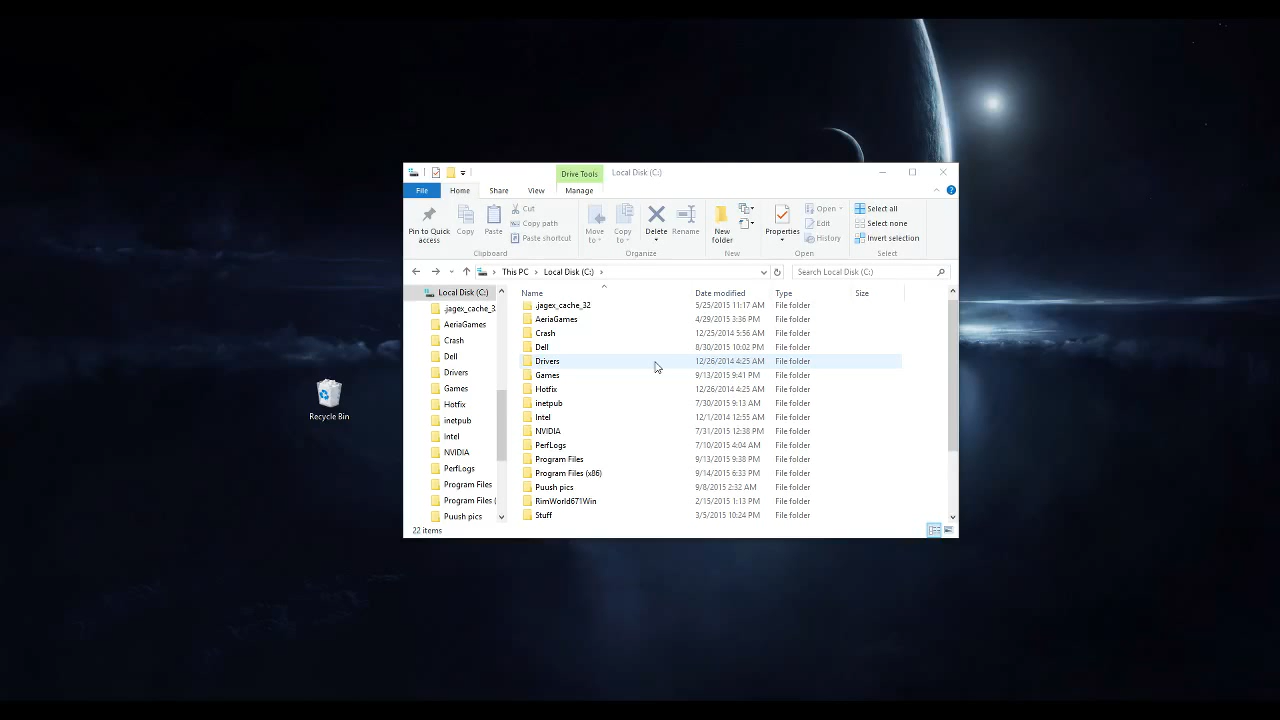 Drive Tools Local Disk (C:)
File Home Share View Manage
Pin to Quick access
Copy
Paste
Cut
Copy path
Paste shortcut
Clipboard
Move to
Copy to
Delete
Rename
Organize
New folder
New
Properties
Open
Edit
History
Open
Select all
Select none
Invert selection
Select
This PC Local Disk (C:)
Search Local Disk (C:)
Local Disk (C:)
.jagex_cache_3
AeriaGames
Crash
Dell
Drivers
Games
Hotfix
inetpub
Intel
NVIDIA
PerfLogs
Program Files
Program Files (
Puush pics
Name Date modified Type Size
.jagex_cache_32 5/25/2015 11:17 AM File folder
AeriaGames 4/29/2015 3:36 PM File folder
Crash 12/25/2014 5:56 AM File folder
Dell 8/30/2015 10:02 PM File folder
Drivers 12/26/2014 4:25 AM File folder
Games 9/13/2015 9:41 PM File folder
Hotfix 12/26/2014 4:25 AM File folder
inetpub 7/30/2015 9:13 AM File folder
Intel 12/1/2014 12:55 AM File folder
NVIDIA 7/31/2015 12:38 PM File folder
PerfLogs 7/10/2015 4:04 AM File folder
Program Files 9/13/2015 9:38 PM File folder
Program Files (x86) 9/14/2015 6:33 PM File folder
Puush pics 9/8/2015 2:32 AM File folder
RimWorld671Win 2/15/2015 1:13 PM File folder
Stuff 3/5/2015 10:24 PM File folder
22 items
Recycle Bin